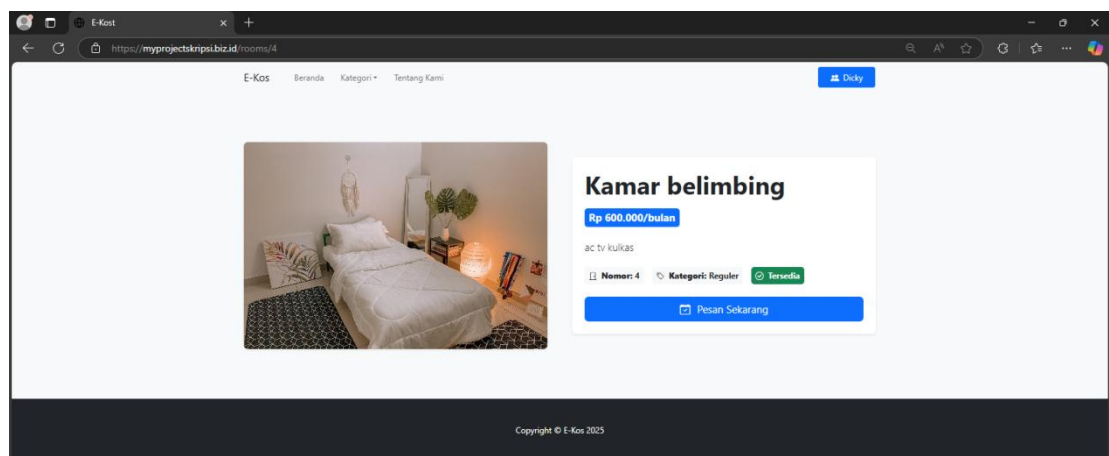 E-Kost
https://myprojectskripsi.biz.id/rooms/4
E-Kos Beranda Kategori Tentang Kami Dicky
Kamar belimbing
Rp 600.000/bulan
ac tv kulkas
Nomor: 4 Kategori: Reguler Tersedia
Pesan Sekarang
Copyright © E-Kos 2025